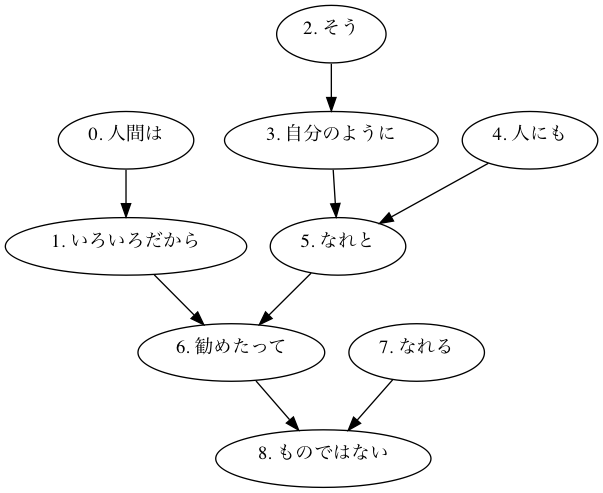 2. そう
0. 人間は
3. 自分のように
4. 人にも
1. いろいろだから
5. なれと
6. 勧めたって
7. なれる
8. ものではない